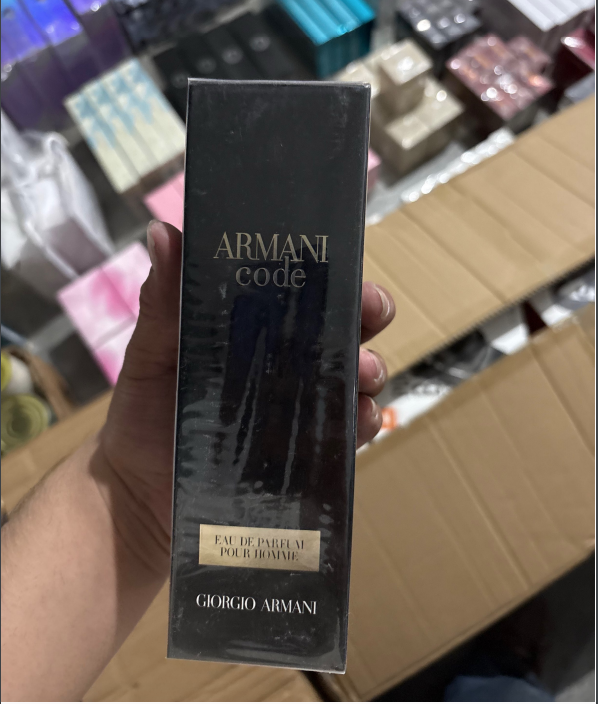 ARMANI
code
EAU DE PARFUM
POUR HOMME
GIORGIO ARMANI